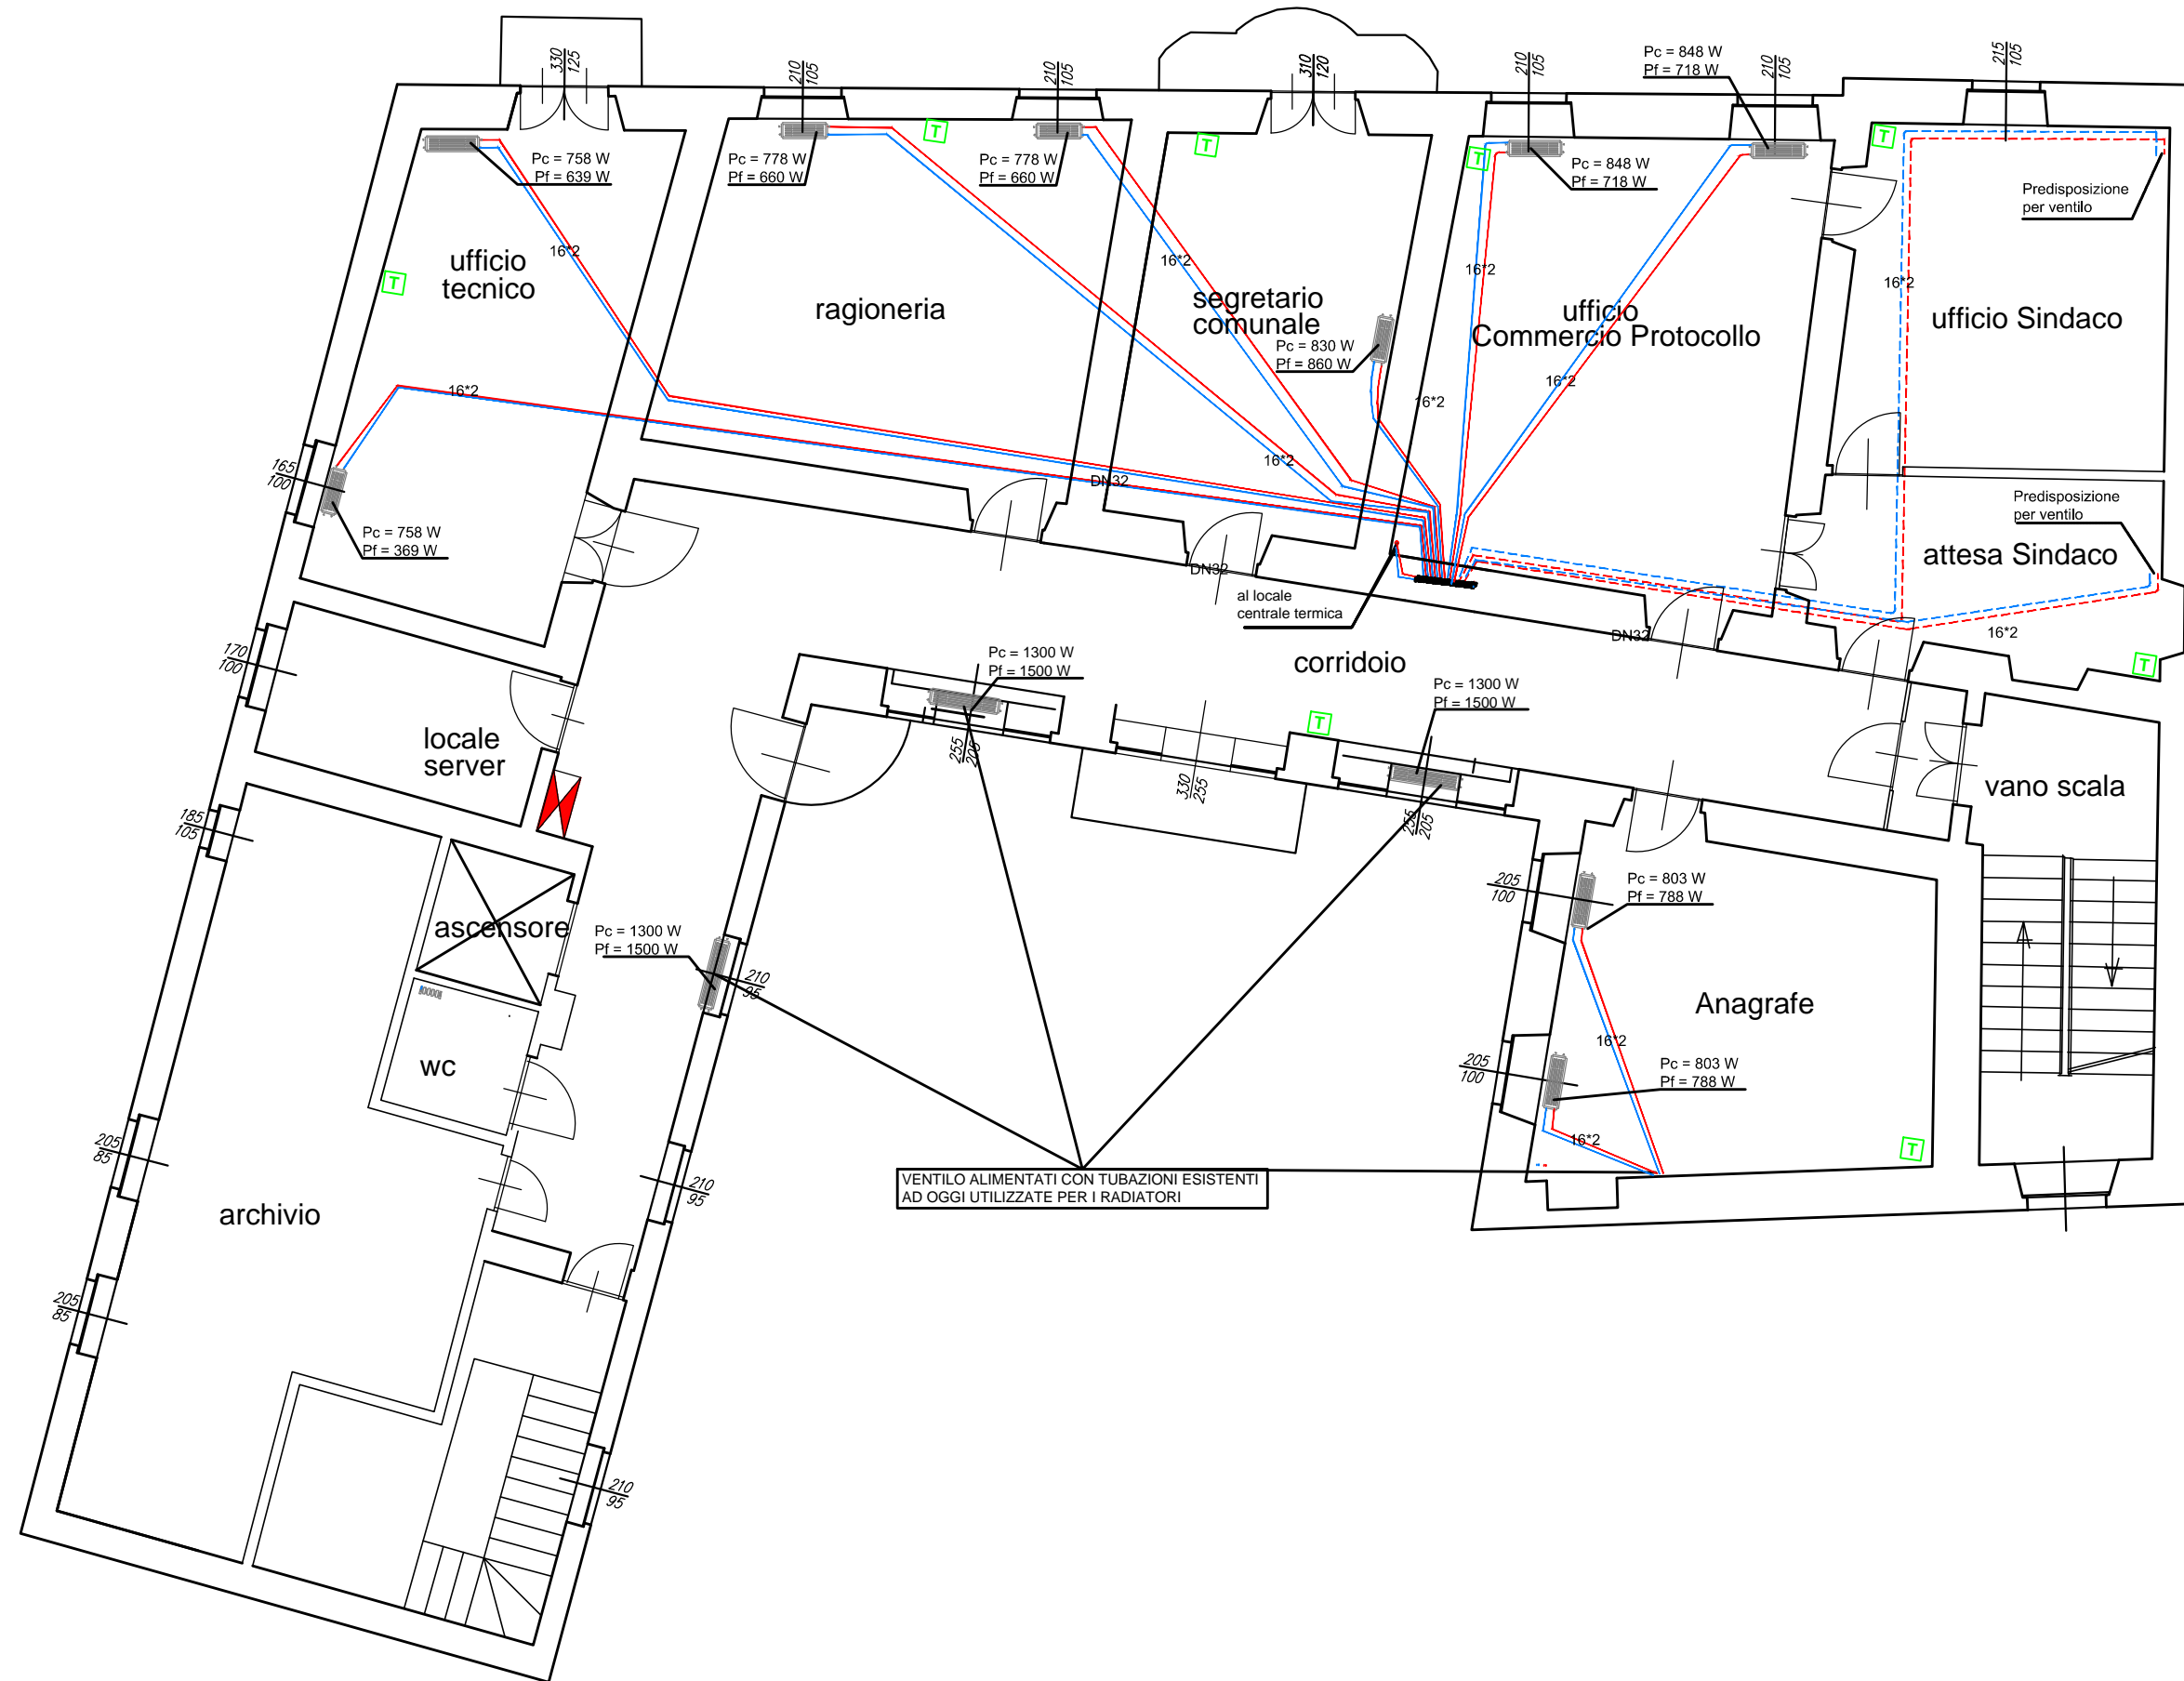 330
125
210
105
210
105
310
120
210
105
Pc = 848 W
Pf = 718 W
210
105
215
105
T
T
T
T
Pc = 758 W
Pf = 639 W
Pc = 778 W
Pf = 660 W
Pc = 778 W
Pf = 660 W
Pc = 848 W
Pf = 718 W
Predisposizione
per ventilo
16*2
16*2
16*2
16*2
T
ufficio
tecnico
ragioneria
segretario
comunale
ufficio
Commercio Protocollo
ufficio Sindaco
Pc = 830 W
Pf = 860 W
16*2
16*2
16*2
16*2
DN32
165
100
Pc = 758 W
Pf = 369 W
Predisposizione
per ventilo
attesa Sindaco
DN32
al locale
centrale termica
DN32
16*2
170
100
Pc = 1300 W
Pf = 1500 W
corridoio
Pc = 1300 W
Pf = 1500 W
T
T
locale
server
255
205
330
255
255
205
vano scala
185
105
205
100
Pc = 803 W
Pf = 788 W
ascensore
Pc = 1300 W
Pf = 1500 W
210
95
Anagrafe
16*2
wc
205
100
Pc = 803 W
Pf = 788 W
16*2
T
205
85
210
95
VENTILO ALIMENTATI CON TUBAZIONI ESISTENTI
AD OGGI UTILIZZATE PER I RADIATORI
archivio
205
85
210
95